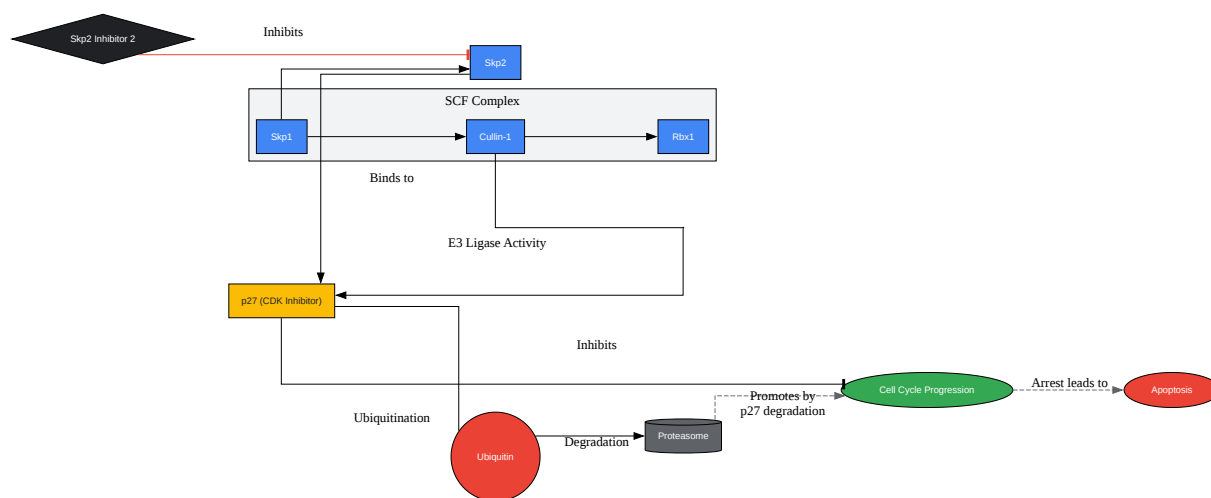 Inhibits
Skp2 Inhibitor 2
Skp2
SCF Complex
Skp1
Cullin-1
Rbx1
Binds to
E3 Ligase Activity
p27 (CDK Inhibitor)
Inhibits
Cell Cycle Progression
Arrest leads to
Apoptosis
Promotes by
p27 degradation
Ubiquitination
Degradation
Proteasome
Ubiquitin